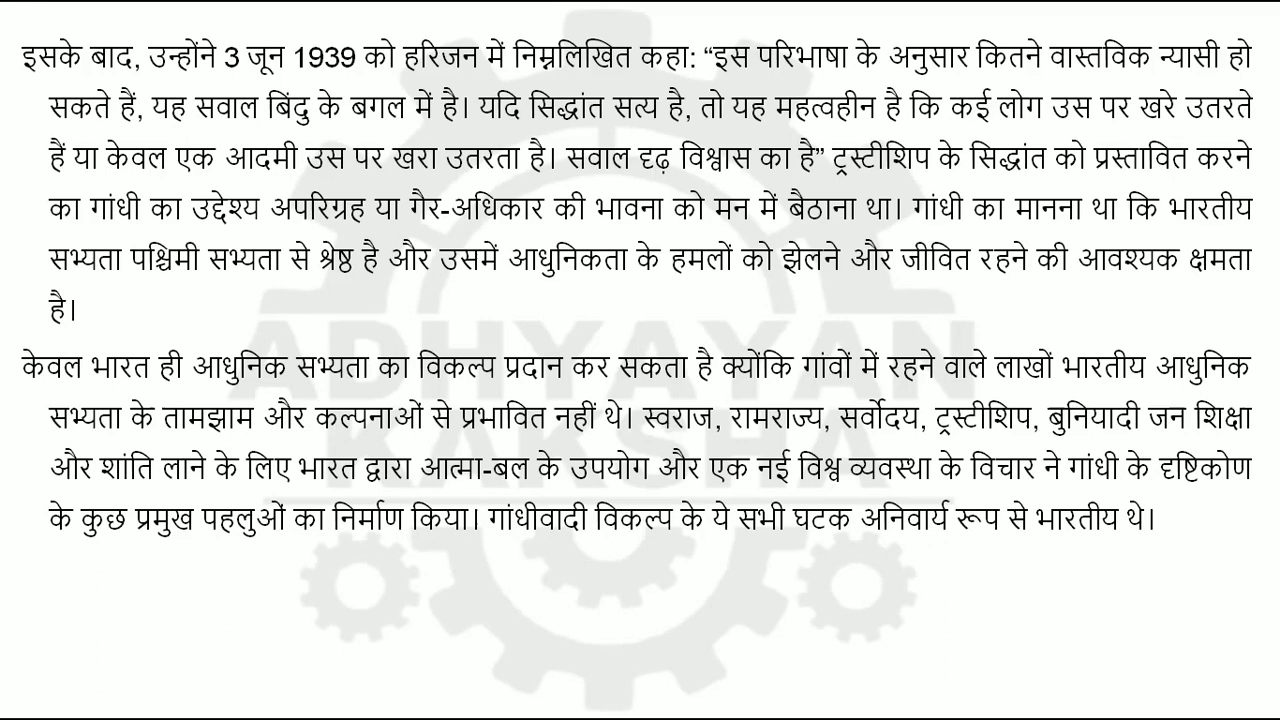 इसके बाद, उन्होंने 3 जून 1939 को हरिजन में निम्नलिखित कहा: “इस परिभाषा के अनुसार कितने वास्तविक न्यासी हो
सकते हैं, यह सवाल बिंदु के बगल में है। यदि सिद्धांत सत्य है, तो यह महत्वहीन है कि कई लोग उस पर खरे उतरते
हैं या केवल एक आदमी उस पर खरा उतरता है। सवाल दृढ़ विश्वास का है” ट्रस्टीशिप के सिद्धांत को प्रस्तावित करने
का गांधी का उद्देश्य अपरिग्रह या गैर-अधिकार की भावना को मन में बैठाना था। गांधी का मानना था कि भारतीय
सभ्यता पश्चिमी सभ्यता से श्रेष्ठ है और उसमें आधुनिकता के हमलों को झेलने और जीवित रहने की आवश्यक क्षमता
है।
केवल भारत ही आधुनिक सभ्यता का विकल्प प्रदान कर सकता है क्योंकि गांवों में रहने वाले लाखों भारतीय आधुनिक
सभ्यता के तामझाम और कल्पनाओं से प्रभावित नहीं थे। स्वराज, रामराज्य, सर्वोदय, ट्रस्टीशिप, बुनियादी जन शिक्षा
और शांति लाने के लिए भारत द्वारा आत्मा-बल के उपयोग और एक नई विश्व व्यवस्था के विचार ने गांधी के दृष्टिकोण
के कुछ प्रमुख पहलुओं का निर्माण किया। गांधीवादी विकल्प के ये सभी घटक अनिवार्य रूप से भारतीय थे।
ADHYAYAN
KAKSHA